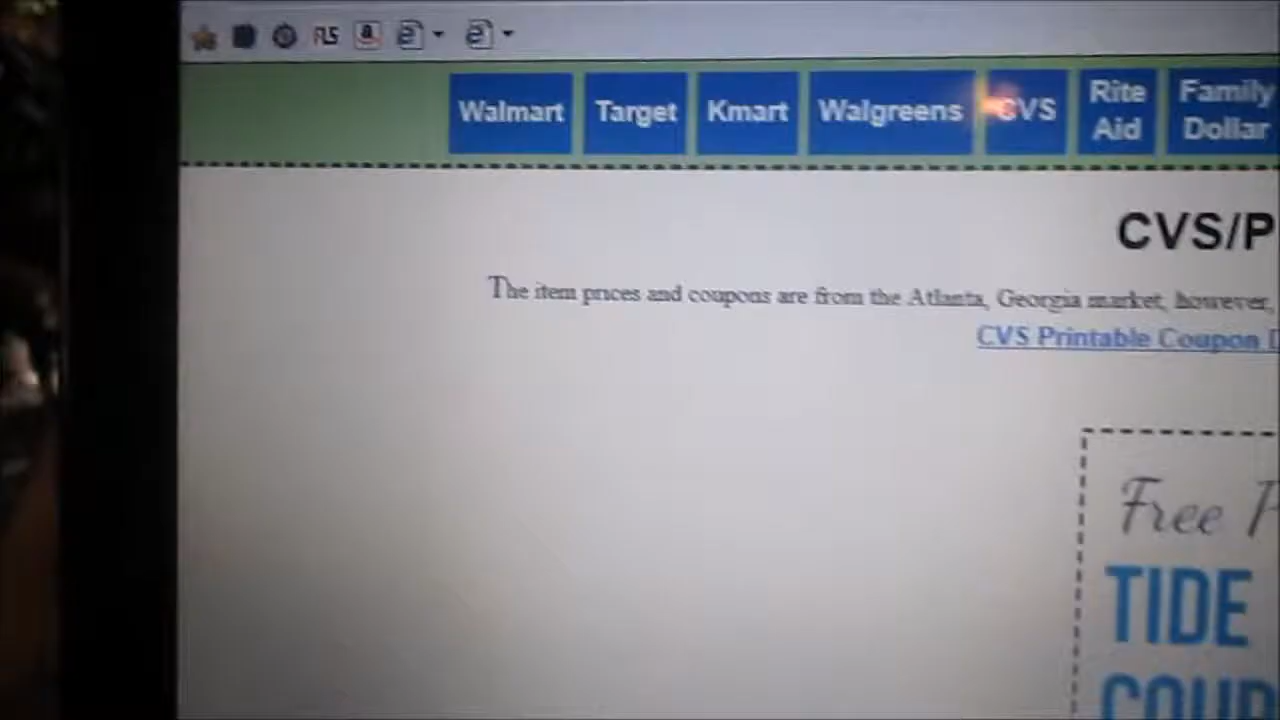 Walmart Target Kmart Walgreens CVS Rite Aid Family Dollar
CVS/P
The item prices and coupons are from the Atlanta, Georgia market, however,
CVS Printable Coupon
Free
TIDE
COUP